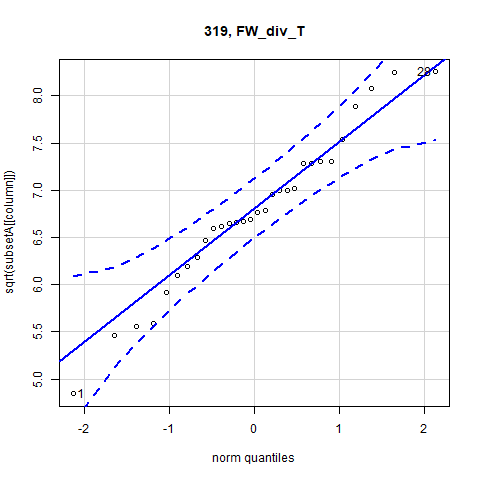 319, FW_div_T
sqrt(subsetA[[column]])
8.0
7.5
7.0
6.5
6.0
5.5
5.0
28
1
-2 -1 0 1 2
norm quantiles